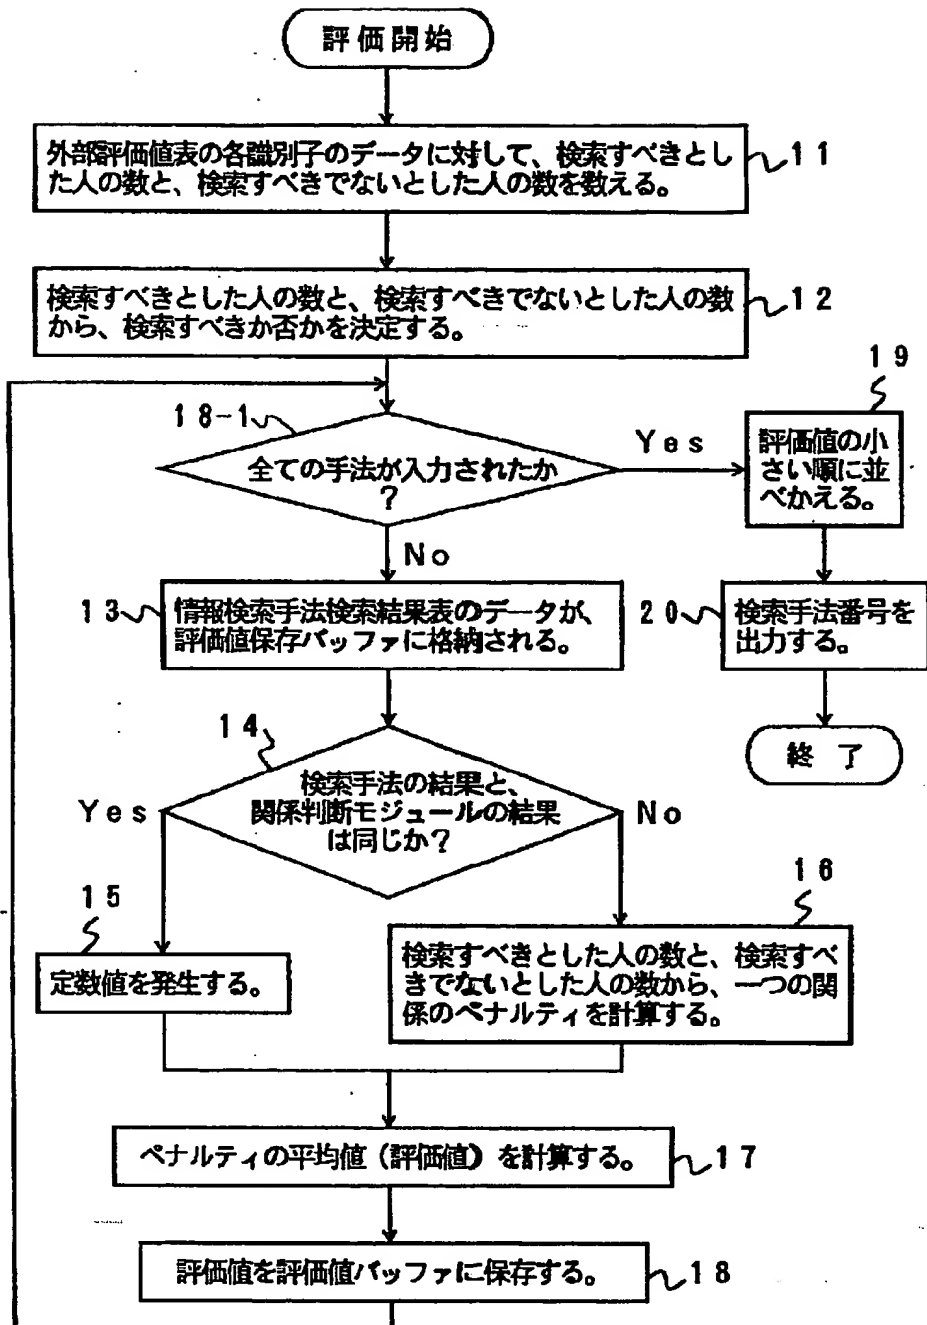 評価開始
外部評価値表の各識別子のデータに対して、検索すべきとし
た人の数と、検索すべきでないとした人の数を数える。
11
検索すべきとした人の数と、検索すべきでないとした人の数
から、検索すべきか否かを決定する。
12
18-1
全ての手法が入力されたか
？
Yes
No
19
評価値の小
さい順に並
べかえる。
13
情報検索手法検索結果表のデータが、
評価値保存バッファに格納される。
20
検索手法番号を
出力する。
終了
14
検索手法の結果と、
関係判断モジュールの結果
は同じか？
Yes
No
15
定数値を発生する。
16
検索すべきとした人の数と、検索すべ
きでないとした人の数から、一つの関
係のペナルティを計算する。
ペナルティの平均値（評価値）を計算する。
17
評価値を評価値バッファに保存する。
18